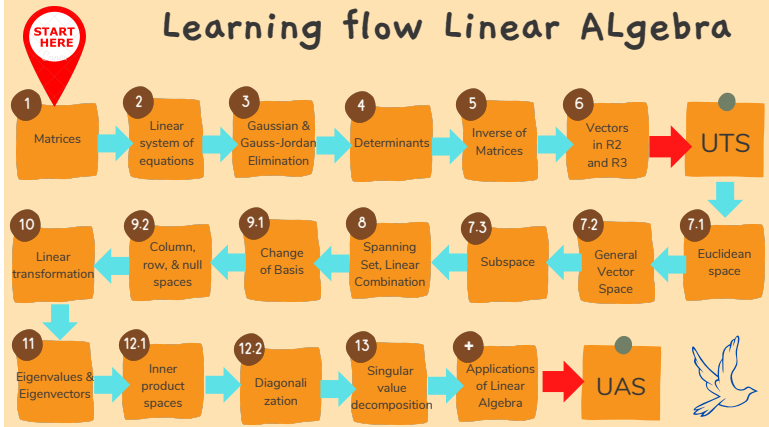 START
HERE
Learning flow Linear ALgebra
1
Matrices
2
Linear
system of
equations
3
Gaussian &
Gauss-Jordan
Elimination
4
Determinants
5
Inverse of
Matrices
6
Vectors
in R2
and R3
UTS
10
Linear
transformation
9.2
Column,
row, & null
spaces
9.1
Change
of Basis
8
Spanning
Set, Linear
Combination
7.3
Subspace
7.2
General
Vector
Space
7.1
Euclidean
space
11
Eigenvalues &
Eigenvectors
12.1
Inner
product
spaces
12.2
Diagonali
zation
13
Singular
value
decomposition
+
Applications
of Linear
Algebra
UAS